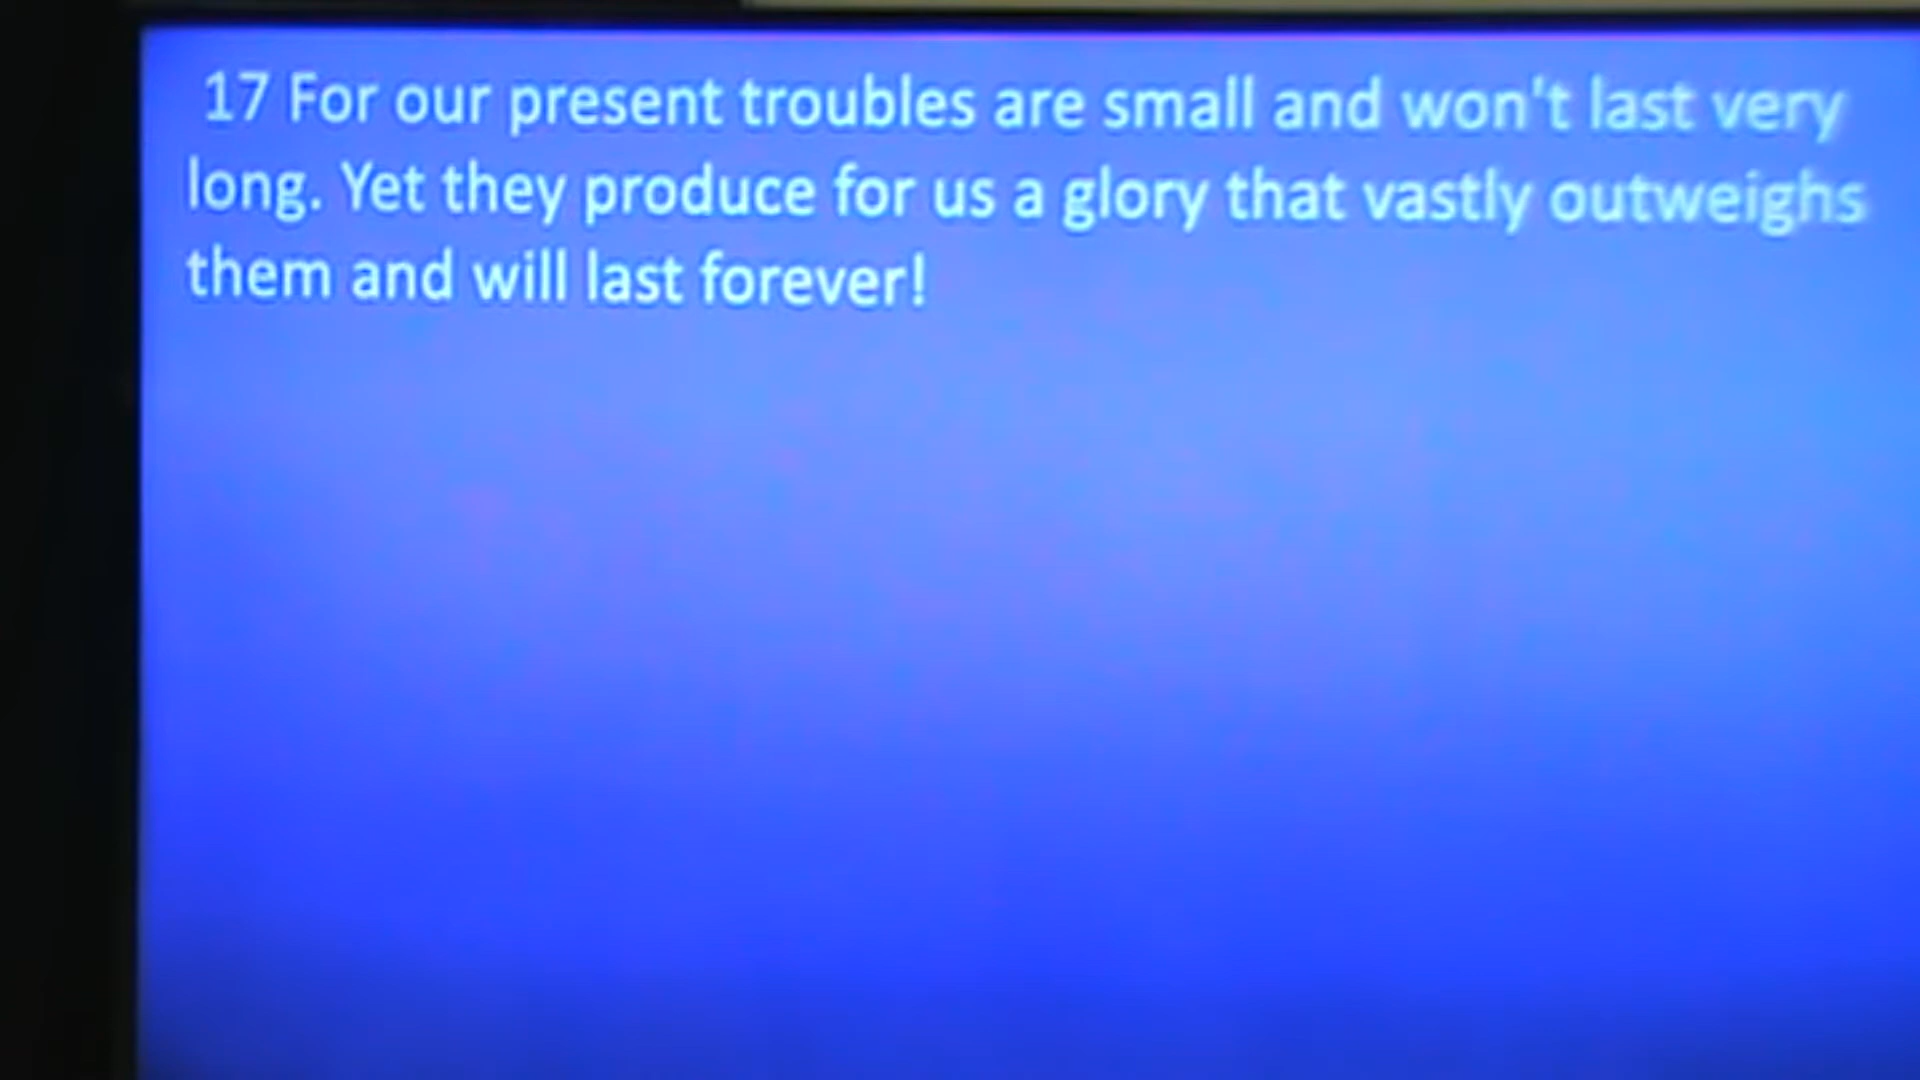 17 For our present troubles are small and won't last very
long. Yet they produce for us a glory that vastly outweighs
them and will last forever!